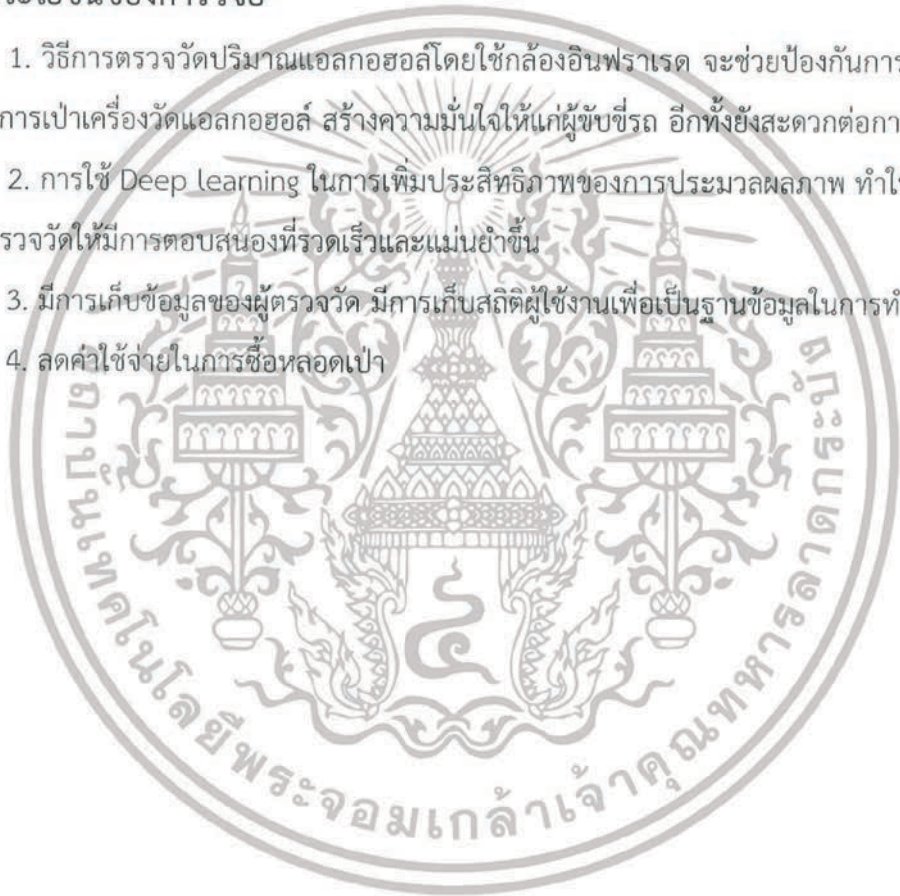 1. วิธีการตรวจวัดปริมาณแอลกอฮอล์โดยใช้กล้องอินฟราเรด จะช่วยป้องกันการ
การเป่าเครื่องวัดแอลกอฮอล์ สร้างความมั่นใจให้แก่ผู้ขับขี่รถ อีกทั้งยังสะดวกต่อกา
2. การใช้ Deep learning ในการเพิ่มประสิทธิภาพของการประมวลผลภาพ ทำใ
รวจวัดให้มีการตอบสนองที่รวดเร็วและแม่นยำขึ้น
3. มีการเก็บข้อมูลของผู้ตรวจวัด มีการเก็บสถิติผู้ใช้งานเพื่อเป็นฐานข้อมูลในการทำ
4. ลดค่าใช้จ่ายในการซื้อหลอดเป่า
๔
สถาบันเทคโนโลยีพระจอมเกล้าเจ้าคุณทหารลาดกระบัง